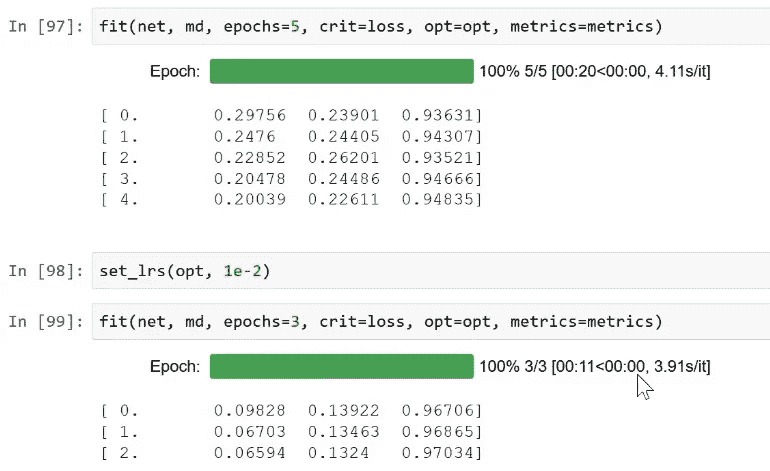 In [97]: fit(net, md, epochs=5, crit=loss, opt=opt, metrics=metrics)
Epoch: 100% 5/5 [00:20<00:00, 4.11s/it]
[ 0. 0.29756 0.23901 0.93631]
[ 1. 0.2476 0.24405 0.94307]
[ 2. 0.22852 0.26201 0.93521]
[ 3. 0.20478 0.24486 0.94666]
[ 4. 0.20039 0.22611 0.94835]
In [98]: set_lrs(opt, 1e-2)
In [99]: fit(net, md, epochs=3, crit=loss, opt=opt, metrics=metrics)
Epoch: 100% 3/3 [00:11<00:00, 3.91s/it]
[ 0. 0.09828 0.13922 0.96706]
[ 1. 0.06703 0.13463 0.96865]
[ 2. 0.06594 0.1324 0.97034]